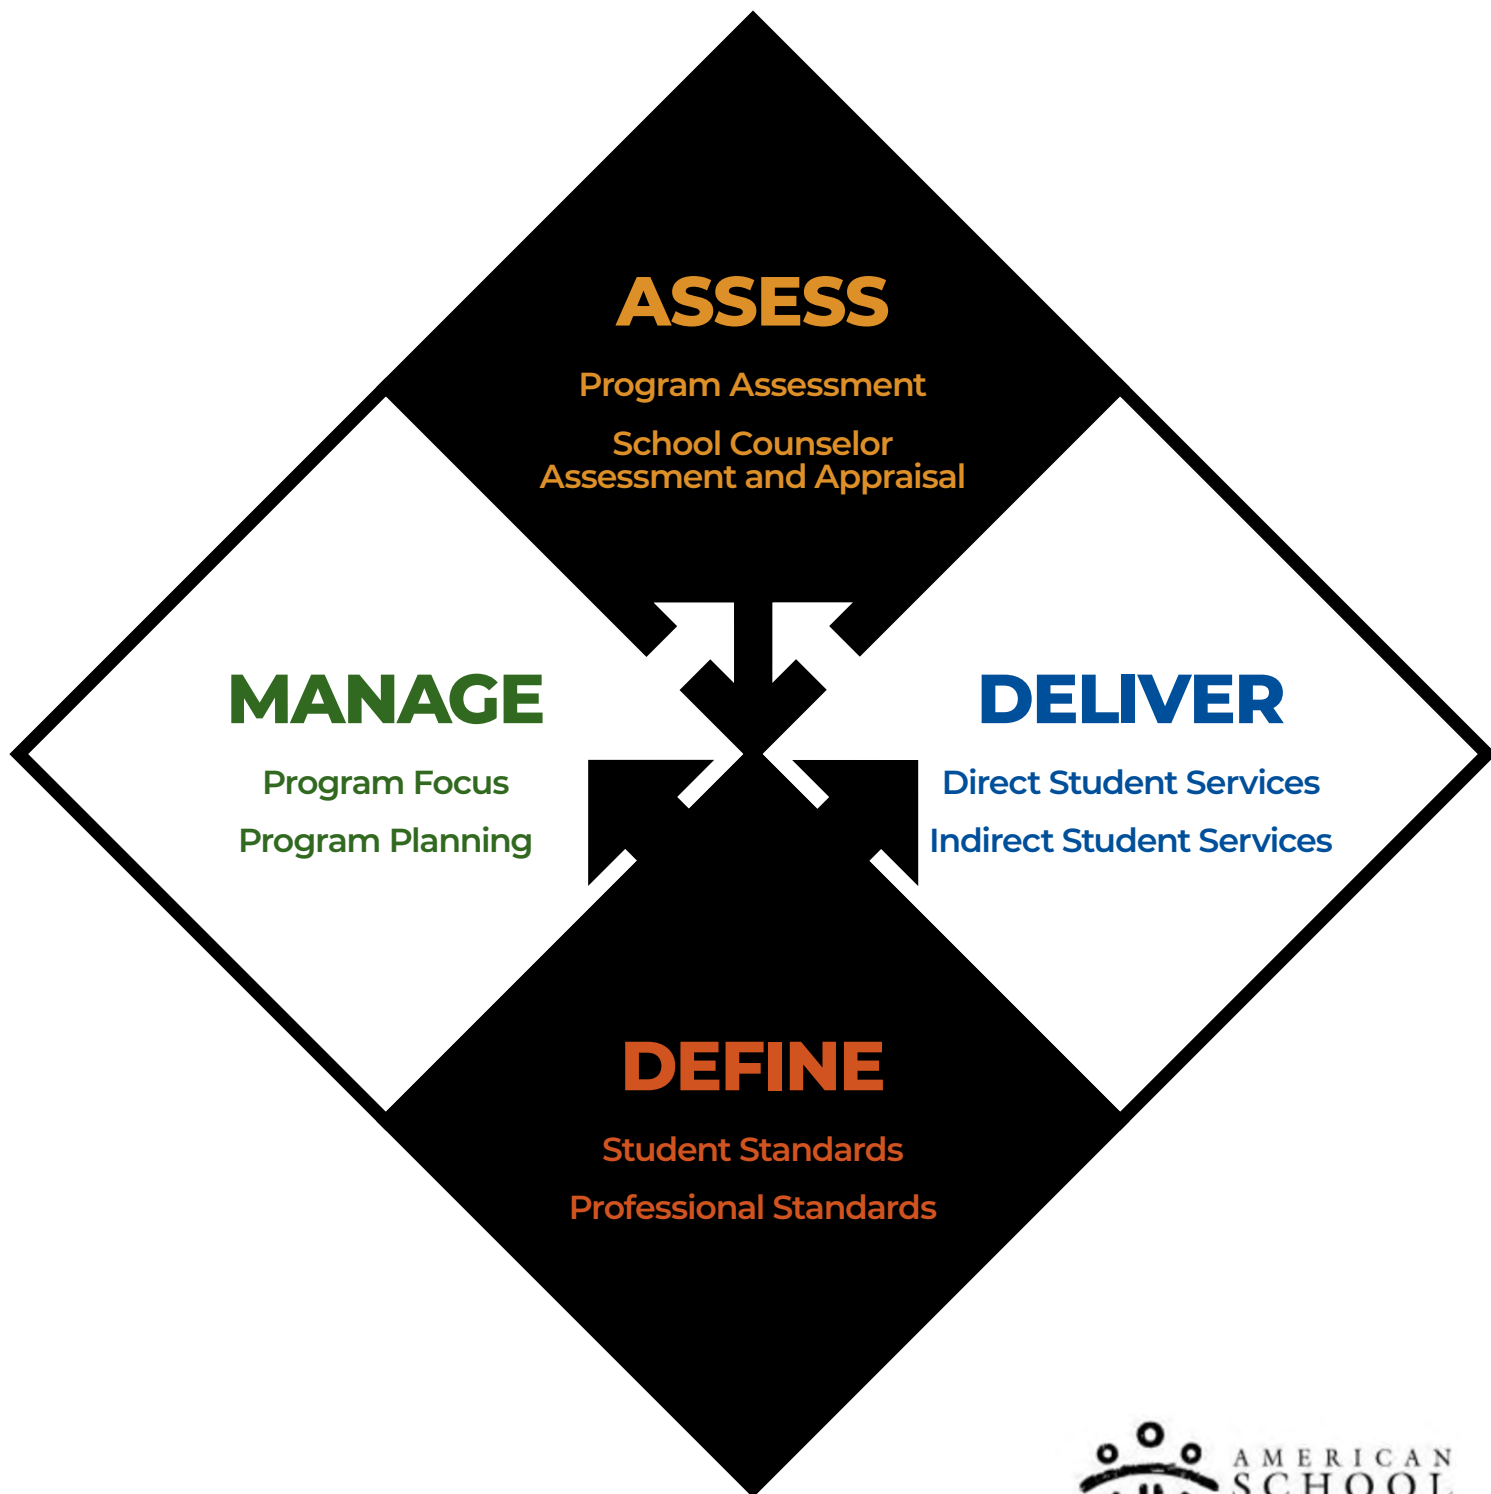 ASSESS
Program Assessment
School Counselor
Assessment and Appraisal
MANAGE
Program Focus
Program Planning
DELIVER
Direct Student Services
Indirect Student Services
DEFINE
Student Standards
Professional Standards
AMERICAN
SCHOOL